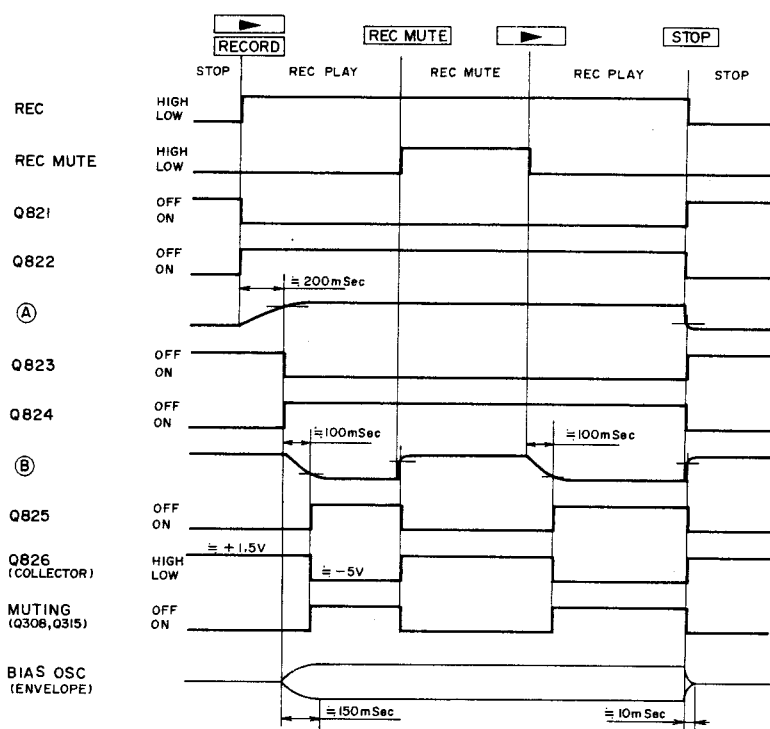 RECORD REC MUTE STOP
STOP REC PLAY REC MUTE REC PLAY STOP
REC HIGH
LOW
REC MUTE HIGH
LOW
Q821 OFF
ON
Q822 OFF
ON
≒200mSec
Ⓐ
Q823 OFF
ON
Q824 OFF
ON
≒100mSec ≒100mSec
Ⓑ
Q825 OFF
ON
≒ +1.5V
Q826 HIGH
(COLLECTOR) LOW ≒-5V
MUTING OFF
(Q308,Q315) ON
BIAS OSC
(ENVELOPE)
≒150mSec ≒10mSec